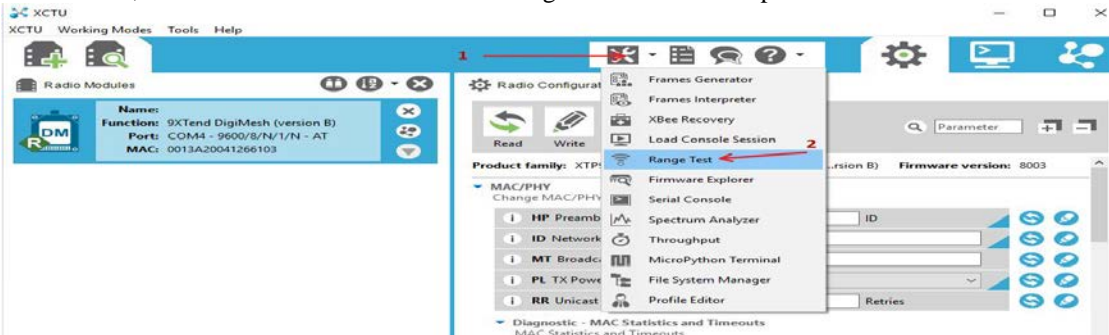 XCTU
XCTU Working Modes Tools Help
1
Radio Modules
Radio Configurat
Name:
Function: 9XTend DigiMesh (version B)
Port: COM4 - 9600/8/N/1/N - AT
MAC: 0013A20041266103
DM
R
Read
Write
Parameter
Frames Generator
Frames Interpreter
XBee Recovery
Load Console Session
2
Range Test
Firmware Explorer
Serial Console
Spectrum Analyzer
Throughput
MicroPython Terminal
File System Manager
Profile Editor
Product family: XTP
...rsion B) Firmware version: 8003
MAC/PHY
Change MAC/PHY
i HP Preamb
ID
i ID Network
i MT Broadc
i PL TX Powe
i RR Unicast
Retries
Diagnostic - MAC Statistics and Timeouts
MAC Statistics and Timeouts